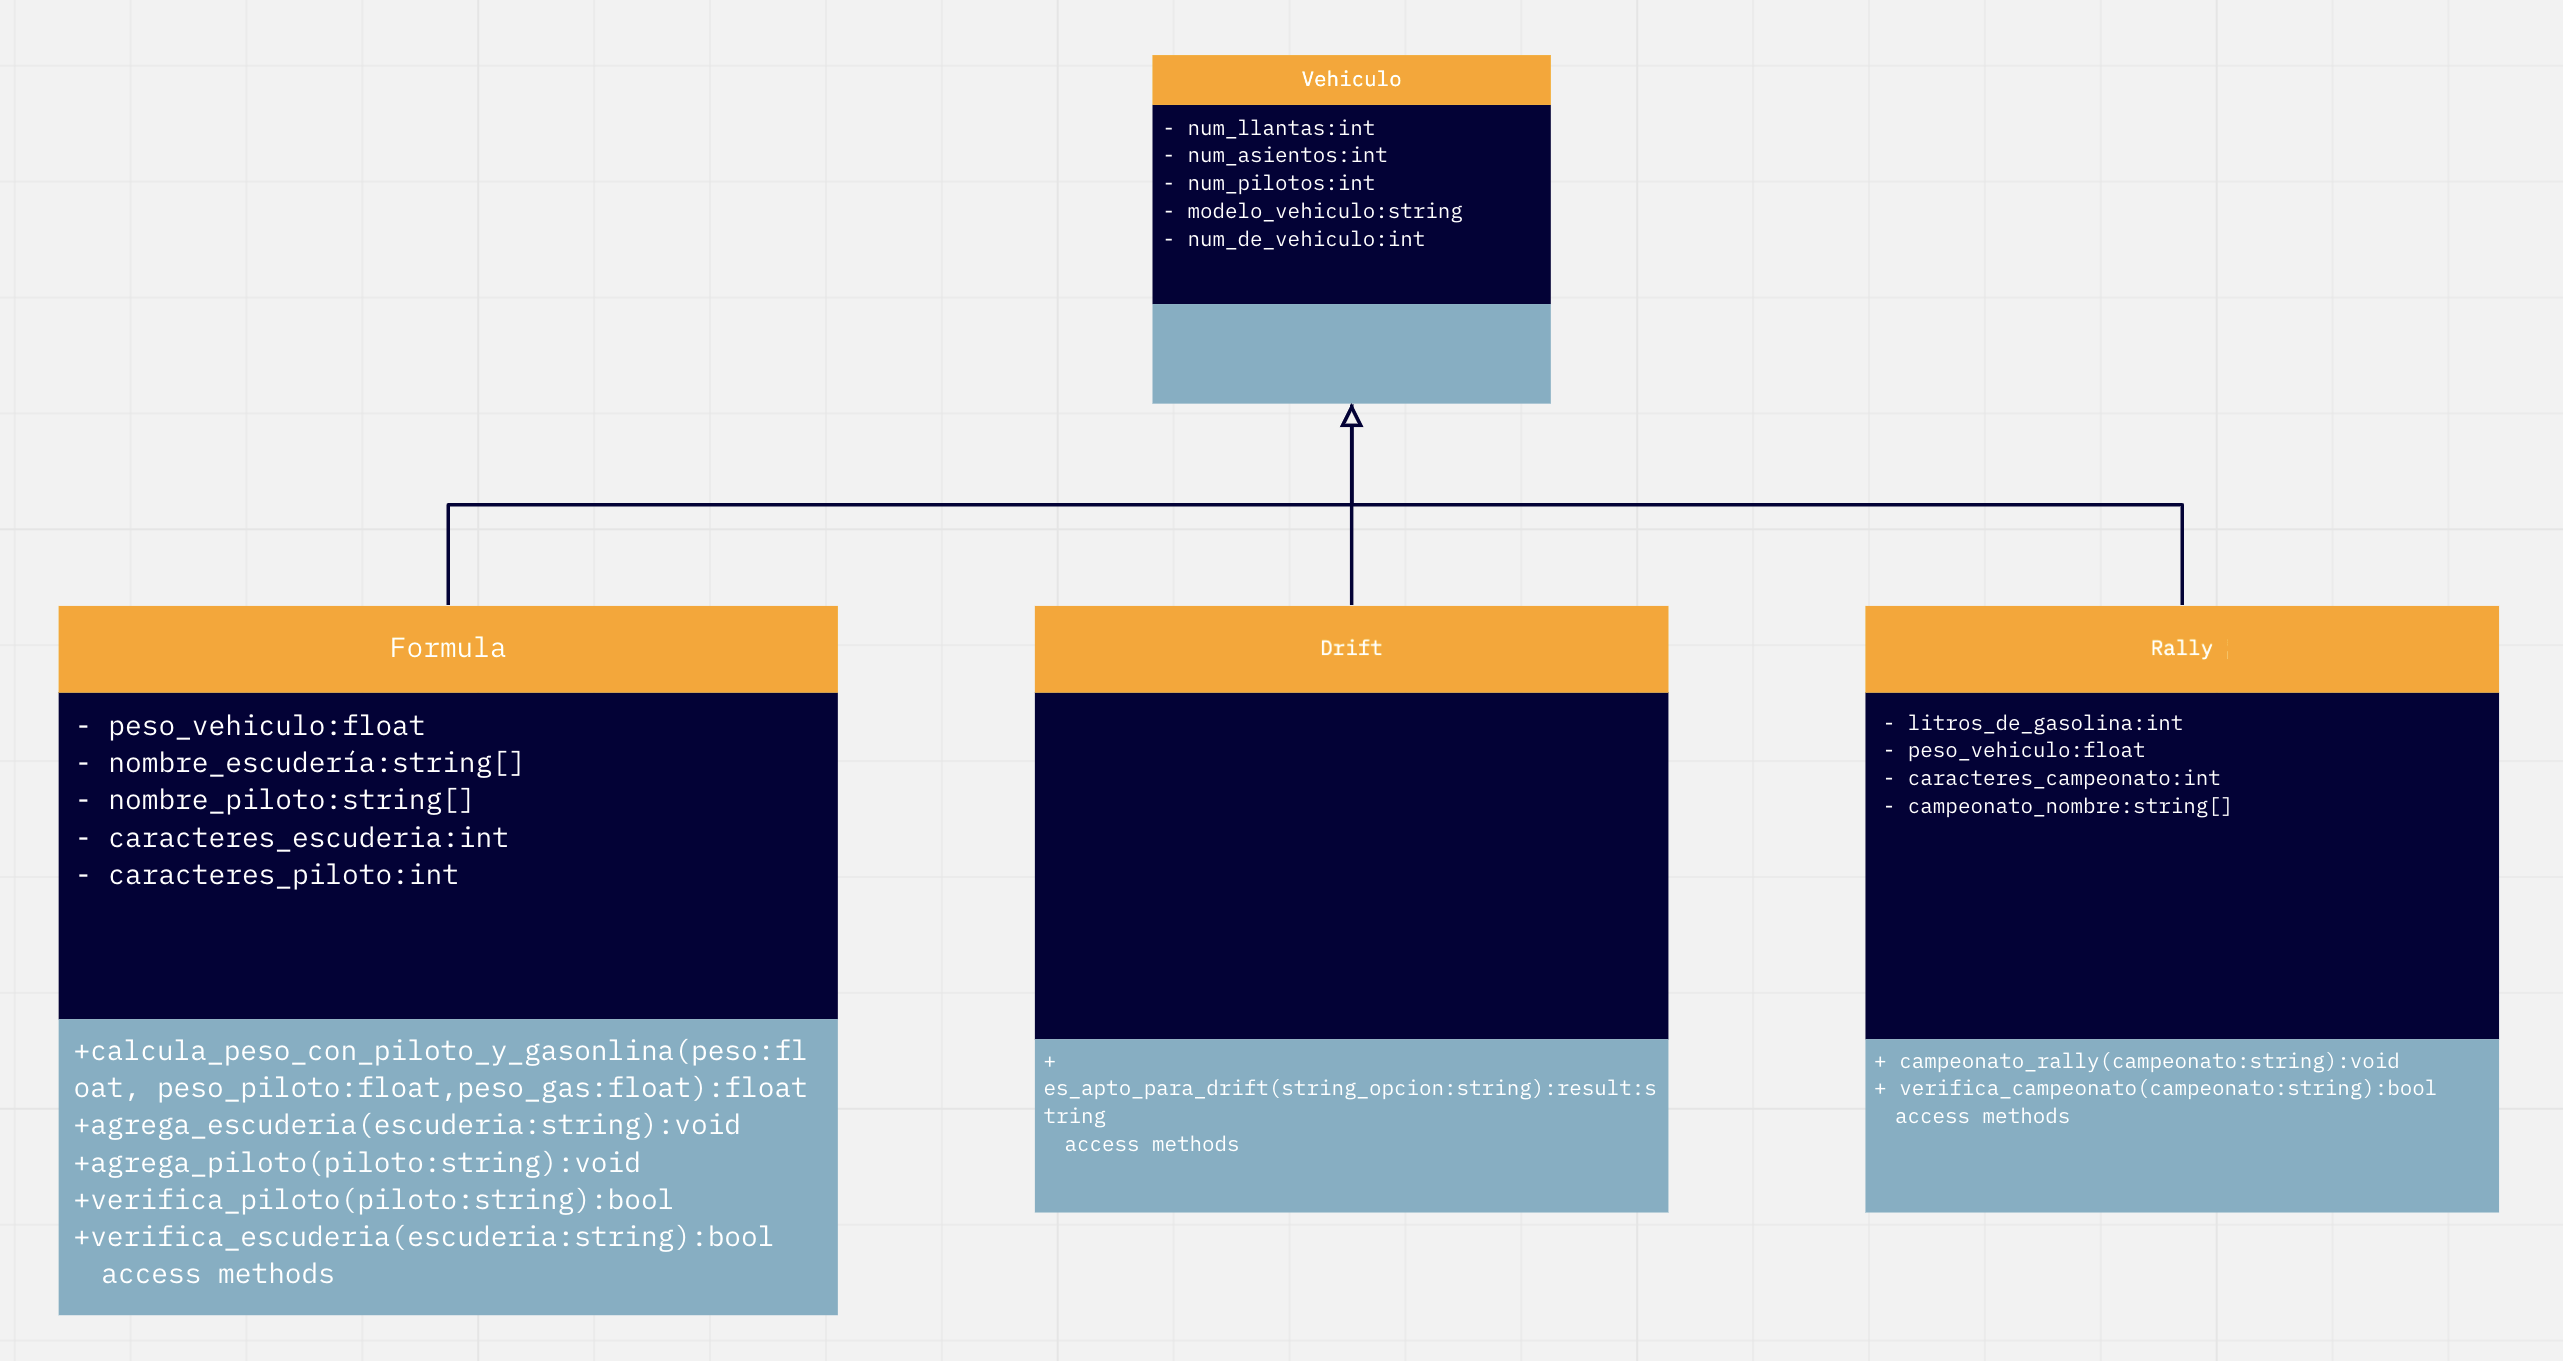 Vehiculo
- num_llantas:int
- num_asientos:int
- num_pilotos:int
- modelo_vehiculo:string
- num_de_vehiculo:int
Formula
- peso_vehiculo:float
- nombre_escudería:string[]
- nombre_piloto:string[]
- caracteres_escuderia:int
- caracteres_piloto:int
+calcula_peso_con_piloto_y_gasonlina(peso:fl
oat, peso_piloto:float,peso_gas:float):float
+agrega_escuderia(escuderia:string):void
+agrega_piloto(piloto:string):void
+verifica_piloto(piloto:string):bool
+verifica_escuderia(escuderia:string):bool
access methods
Drift
+
es_apto_para_drift(string_opcion:string):result:s
tring
access methods
Rally
- litros_de_gasolina:int
- peso_vehiculo:float
- caracteres_campeonato:int
- campeonato_nombre:string[]
+ campeonato_rally(campeonato:string):void
+ verifica_campeonato(campeonato:string):bool
access methods